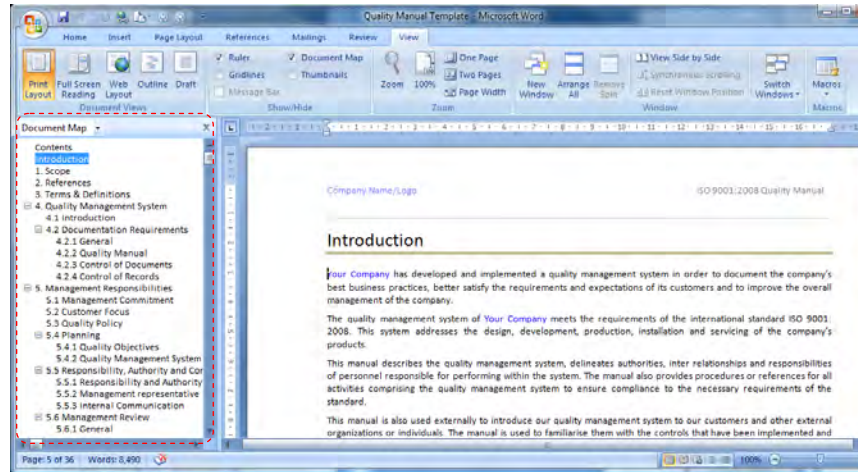 Quality Manual Template - Microsoft Word
Home Insert Page Layout References Mailings Review View
Print Layout
Full Screen Reading
Web Layout
Outline
Draft
Document Views
Ruler
Gridlines
Message Bar
Document Map
Thumbnails
Show/Hide
Zoom
100%
One Page
Two Pages
Page Width
Zoom
New Window
Arrange All
Remove Split
View Side by Side
Synchronous Scrolling
Reset Window Position
Switch Windows
Window
Macros
Macros
Document Map
Contents
Introduction
1. Scope
2. References
3. Terms & Definitions
4. Quality Management System
4.1 Introduction
4.2 Documentation Requirements
4.2.1 General
4.2.2 Quality Manual
4.2.3 Control of Documents
4.2.4 Control of Records
5. Management Responsibilities
5.1 Management Commitment
5.2 Customer Focus
5.3 Quality Policy
5.4 Planning
5.4.1 Quality Objectives
5.4.2 Quality Management System
5.5 Responsibility, Authority and Cor
5.5.1 Responsibility and Authority
5.5.2 Management representative
5.5.3 Internal Communication
5.6 Management Review
5.6.1 General
Company Name/Logo ISO 9001:2008 Quality Manual
Introduction
Your Company has developed and implemented a quality management system in order to document the company's
best business practices, better satisfy the requirements and expectations of its customers and to improve the overall
management of the company.
The quality management system of Your Company meets the requirements of the international standard ISO 9001:
2008. This system addresses the design, development, production, installation and servicing of the company's
products.
This manual describes the quality management system, delineates authorities, inter relationships and responsibilities
of personnel responsible for performing within the system. The manual also provides procedures or references for all
activities comprising the quality management system to ensure compliance to the necessary requirements of the
standard.
This manual is also used externally to introduce our quality management system to our customers and other external
organizations or individuals. The manual is used to familiarise them with the controls that have been implemented and
Page: 5 of 36 Words: 8,490 100%